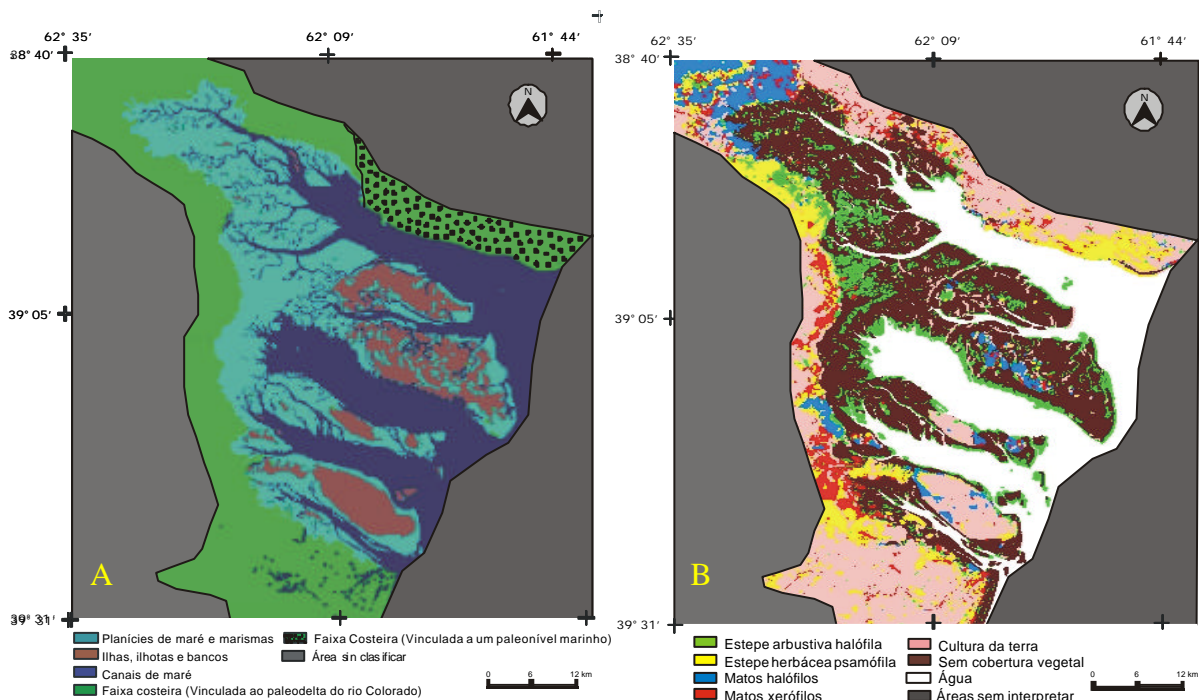 62° 35′ 62° 09′ 61° 44′
38° 40′
N
39° 05′
A
39° 31′
Planícies de maré e marismas
Ilhas, ilhotas e bancos
Canais de maré
Faixa costeira (Vinculada ao paleodelta do rio Colorado)
Faixa Costeira (Vinculada a um paleonível marinho)
Área sin clasificar
0 6 12 km
62° 35′ 62° 09′ 61° 44′
38° 40′
N
39° 05′
B
39° 31′
Estepe arbustiva halófila
Estepe herbácea psamófila
Matos halófilos
Matos xerófilos
Cultura da terra
Sem cobertura vegetal
Água
Áreas sem interpretar
0 6 12 km